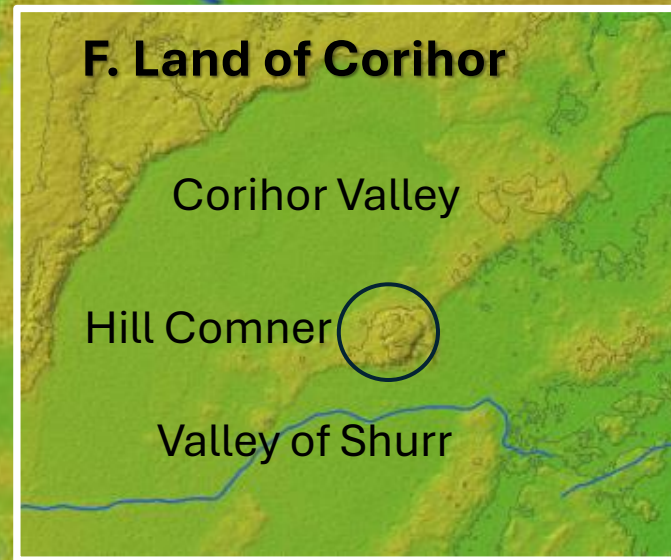 F. Land of Corihor
Corihor Valley
Hill Comner
Valley of Shurr